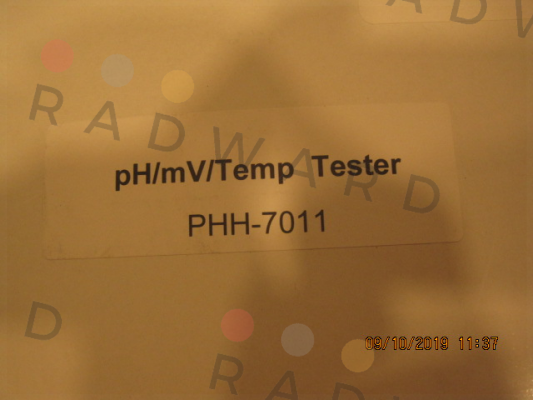 RADWARD
pH/mV/Temp Tester
PHH-7011
09/10/2019 11:37